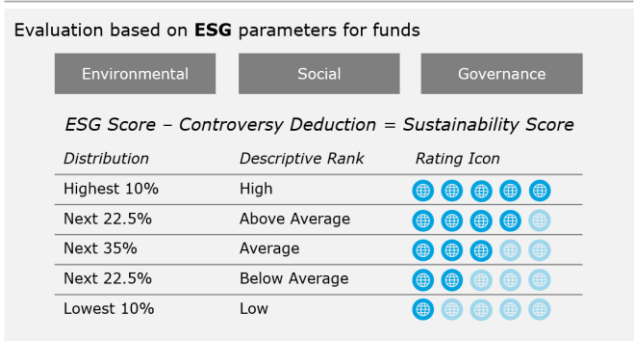 Evaluation based on ESG parameters for funds
Environmental Social Governance
ESG Score – Controversy Deduction = Sustainability Score
Distribution Descriptive Rank Rating Icon
Highest 10% High
Next 22.5% Above Average
Next 35% Average
Next 22.5% Below Average
Lowest 10% Low